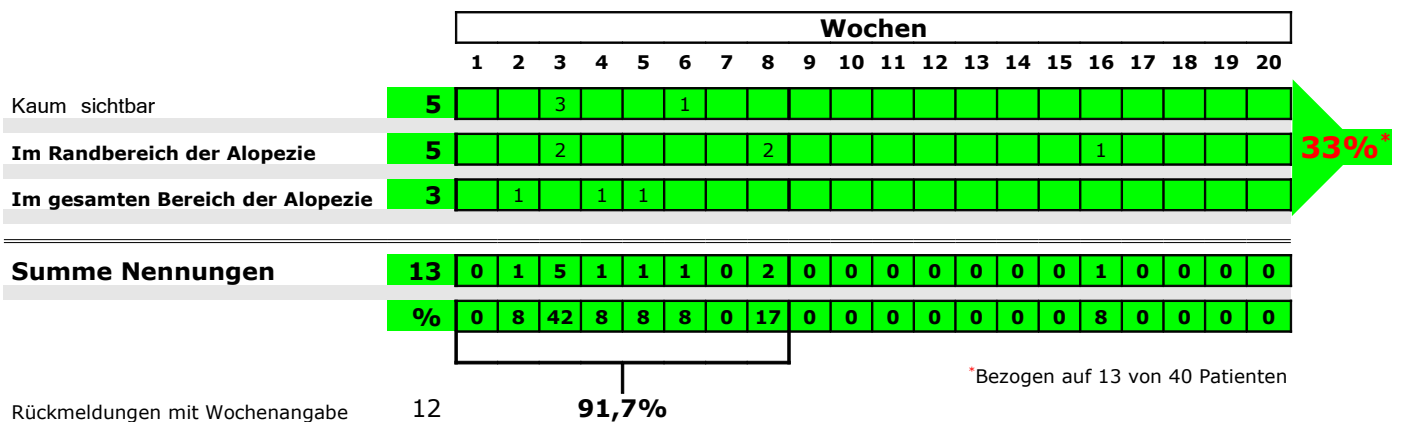 Wochen
1 2 3 4 5 6 7 8 9 10 11 12 13 14 15 16 17 18 19 20
Kaum sichtbar 5 3 1
Im Randbereich der Alopezie 5 2 2 1 33%*
Im gesamten Bereich der Alopezie 3 1 1 1
Summe Nennungen 13 0 1 5 1 1 1 0 2 0 0 0 0 0 0 0 1 0 0 0 0
% 0 8 42 8 8 8 0 17 0 0 0 0 0 0 0 8 0 0 0 0
*Bezogen auf 13 von 40 Patienten
Rückmeldungen mit Wochenangabe 12 91,7%